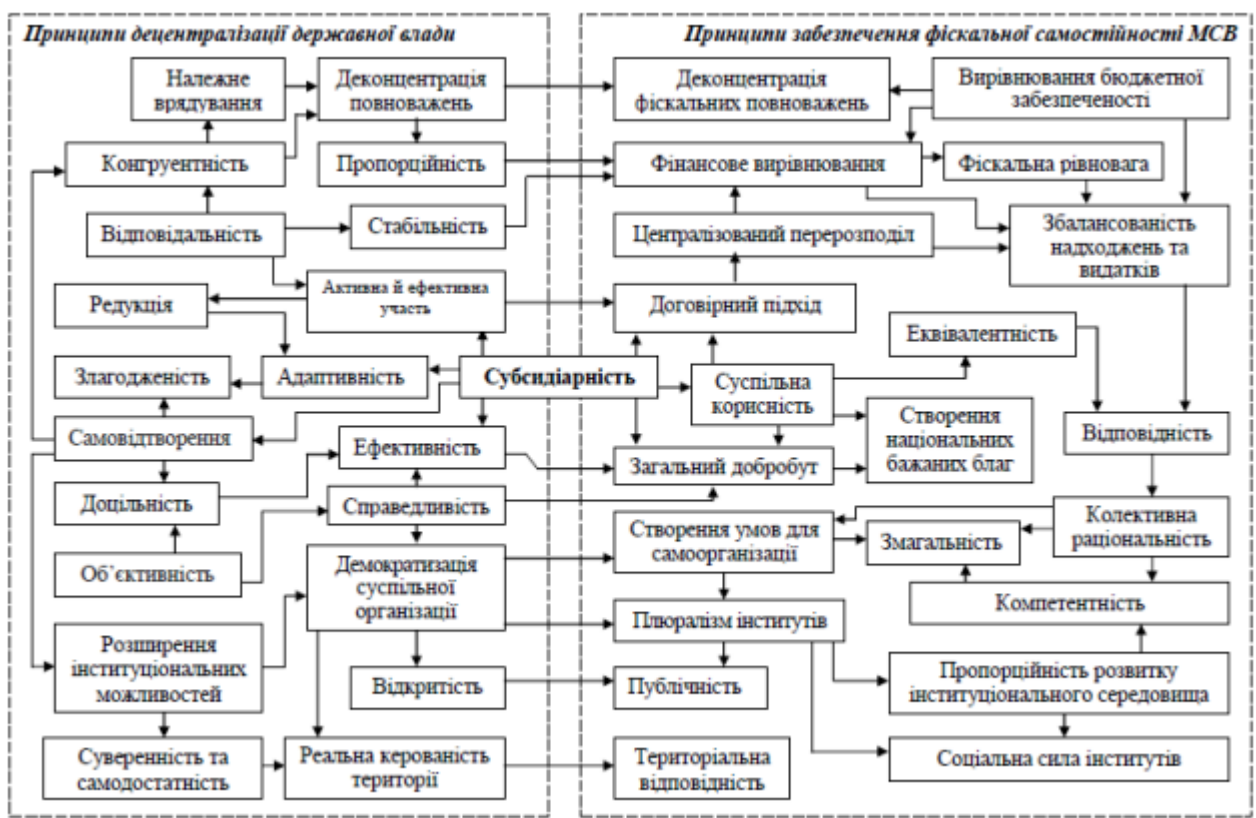 Принципи децентралізації державної влади
Належне
врядування
Деконцентрація
повноважень
Конгруентність
Пропорційність
Відповідальність
Стабільність
Редукція
Активна й ефективна
участь
Злагодженість
Адаптивність
Субсидіарність
Самовідтворення
Ефективність
Доцільність
Справедливість
Об’єктивність
Демократизація
суспільної
організації
Розширення
інституціональних
можливостей
Відкритість
Суверенність та
самодостатність
Реальна керованість
території
Принципи забезпечення фіскальної самостійності МСВ
Деконцентрація
фіскальних повноважень
Вирівнювання бюджетної
забезпеченості
Фінансове вирівнювання
Фіскальна рівновага
Централізований перерозподіл
Збалансованість
надходжень та
видатків
Договірний підхід
Еквівалентність
Суспільна
корисність
Створення
національних
бажаних благ
Відповідність
Загальний добробут
Створення умов для
самоорганізації
Змагальність
Колективна
раціональність
Компетентність
Плюралізм інститутів
Публічність
Пропорційність розвитку
інституціонального середовища
Територіальна
відповідність
Соціальна сила інститутів